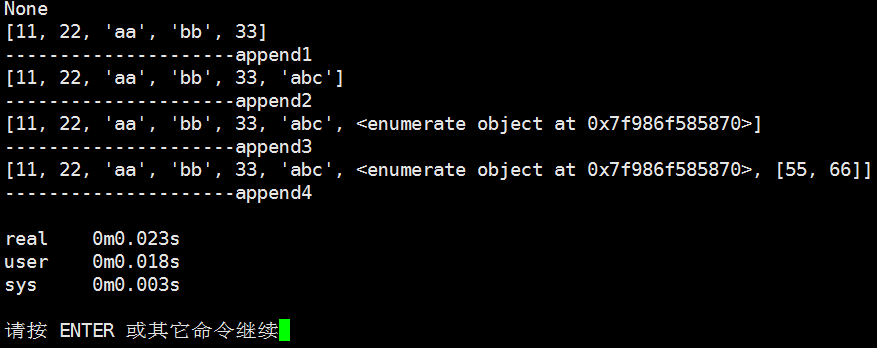 None
[11, 22, 'aa', 'bb', 33]
---------------------append1
[11, 22, 'aa', 'bb', 33, 'abc']
---------------------append2
[11, 22, 'aa', 'bb', 33, 'abc', <enumerate object at 0x7f986f585870>]
---------------------append3
[11, 22, 'aa', 'bb', 33, 'abc', <enumerate object at 0x7f986f585870>, [55, 66]]
---------------------append4
real    0m0.023s
user    0m0.018s
sys     0m0.003s
请按 ENTER 或其它命令继续